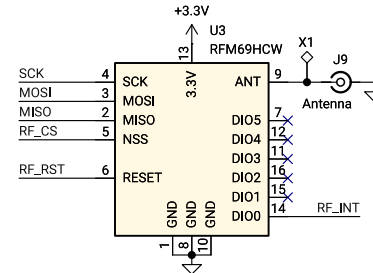 +3.3V
U3
RFM69HCW
X1
J9
13
3.3V
SCK 4 SCK
ANT 9
MOSI 3 MOSI
Antenna
MISO 2 MISO
DIO5 7
RF_CS 5 NSS
DIO4 12
DIO3 11
RF_RST 6 RESET
DIO2 16
DIO1 15
DIO0 14 RF_INT
GND GND GND
1 8 10